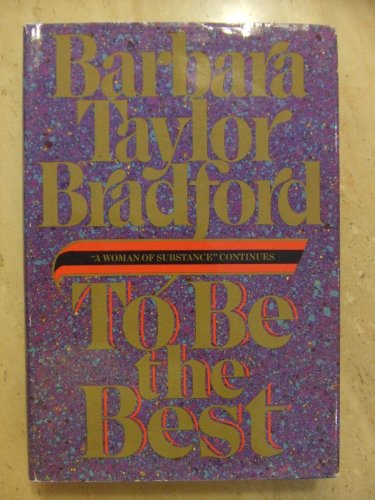 Barbara
Taylor
Bradford
"A WOMAN OF SUBSTANCE" CONTINUES
To Be
the
Best